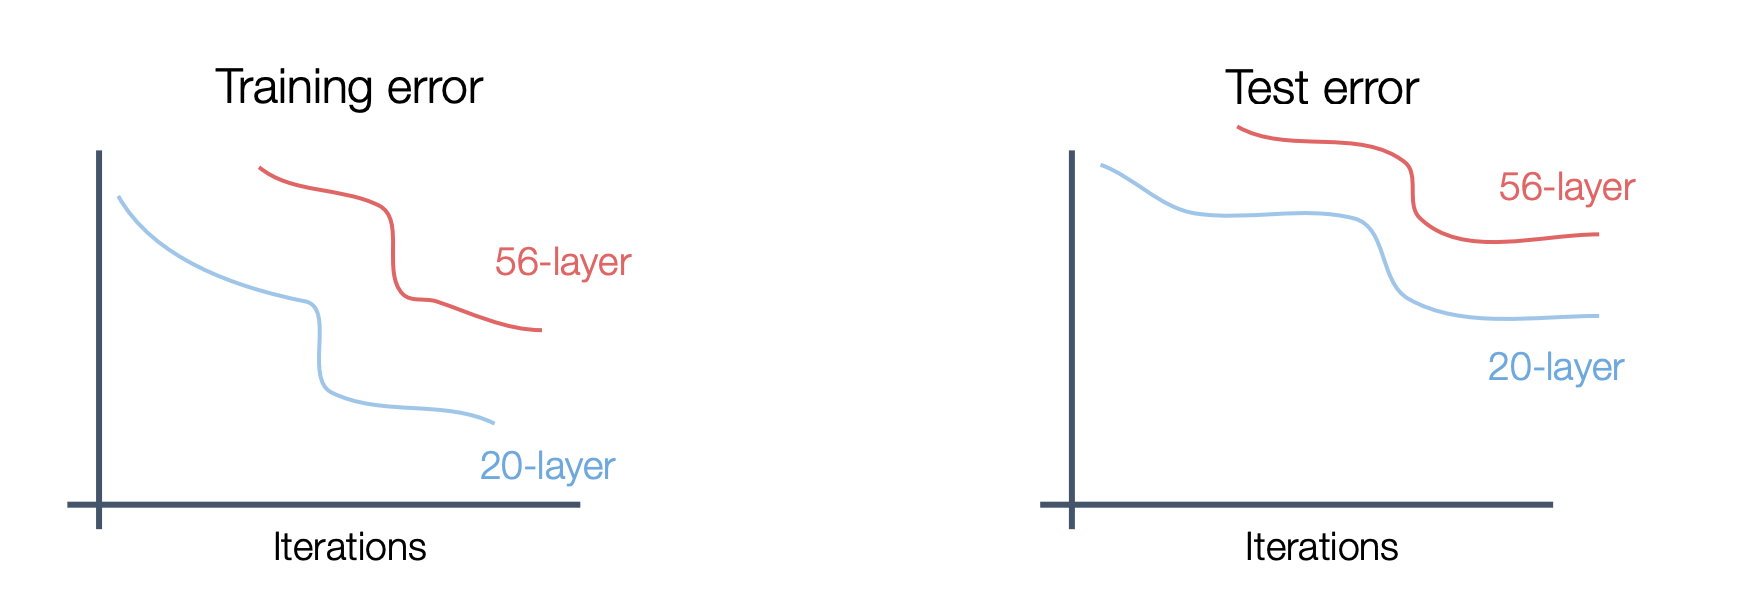 Training error
56-layer
20-layer
Iterations
Test error
56-layer
20-layer
Iterations